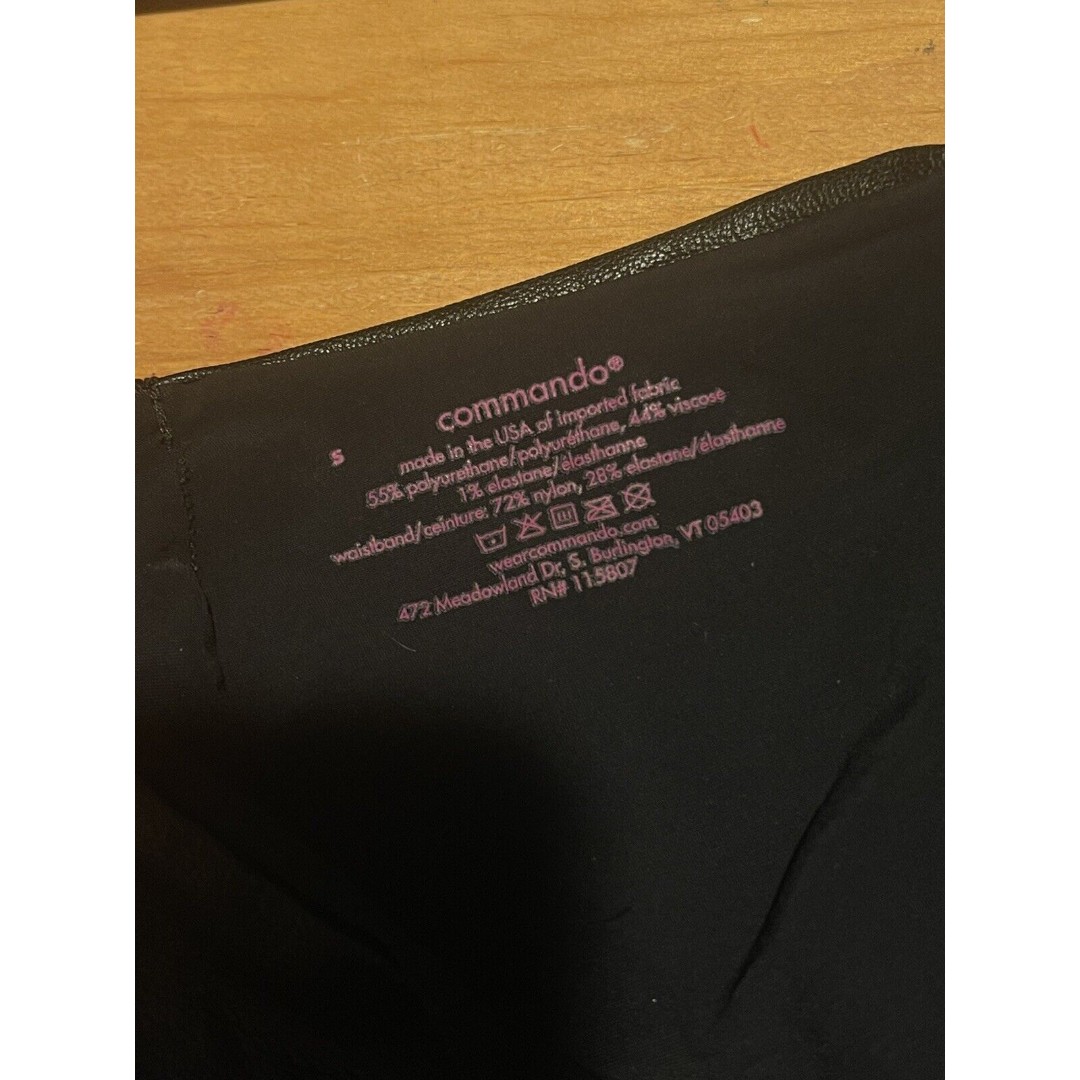 commando®
s
made in the USA of imported fabric
55% polyurethane/polyuréthane, 44% viscose
1% elastane/élasthanne
waistband/ceinture: 72% nylon, 28% elastane/élasthanne
wearcommando.com
472 Meadowland Dr, S. Burlington, VT 05403
RN# 115807